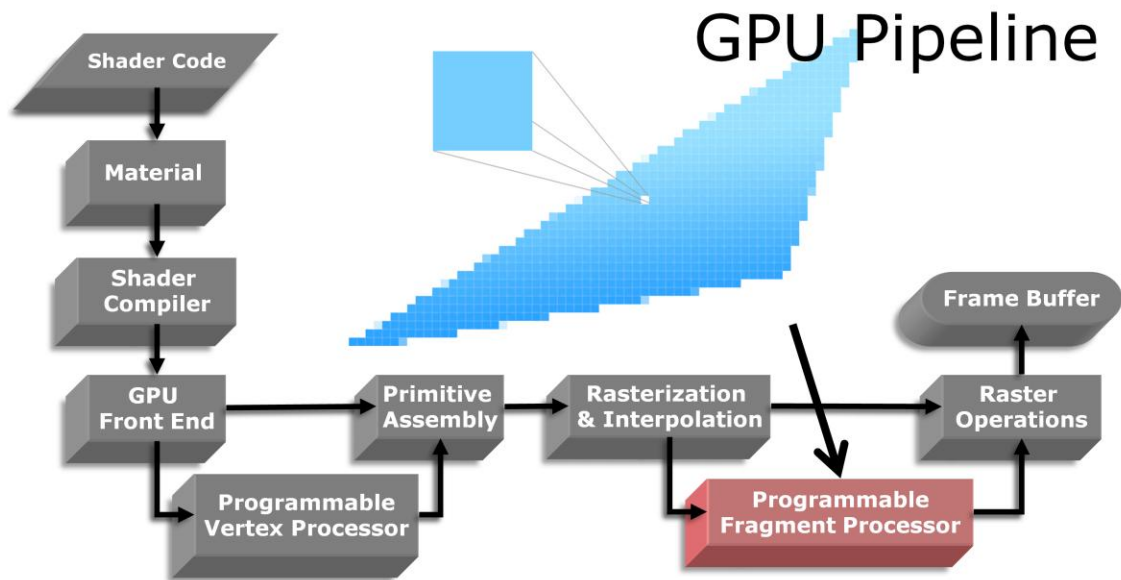 GPU Pipeline
Shader Code
Material
Shader
Compiler
GPU
Front End
Programmable
Vertex Processor
Primitive
Assembly
Rasterization
& Interpolation
Programmable
Fragment Processor
Raster
Operations
Frame Buffer